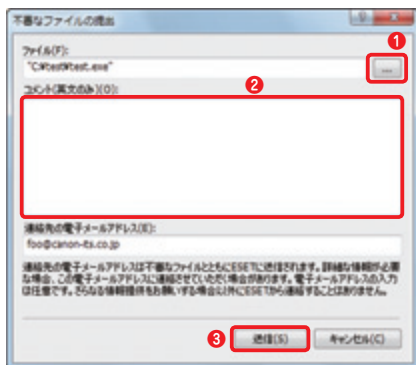 不審なファイルの提出
❶
ファイル(F):
"C:¥test¥test.exe"
...
コメント(英文のみ)(O):
❷
連絡先の電子メールアドレス(E):
foo@canon-its.co.jp
連絡先の電子メールアドレスは不審なファイルとともにESETに送信されます。詳細な情報が必要
な場合、この電子メールアドレスに連絡させていただく場合があります。電子メールアドレスの入力
は任意です。さらなる情報提供をお願いする場合以外にESETから連絡することはありません。
❸
送信(S)
キャンセル(C)